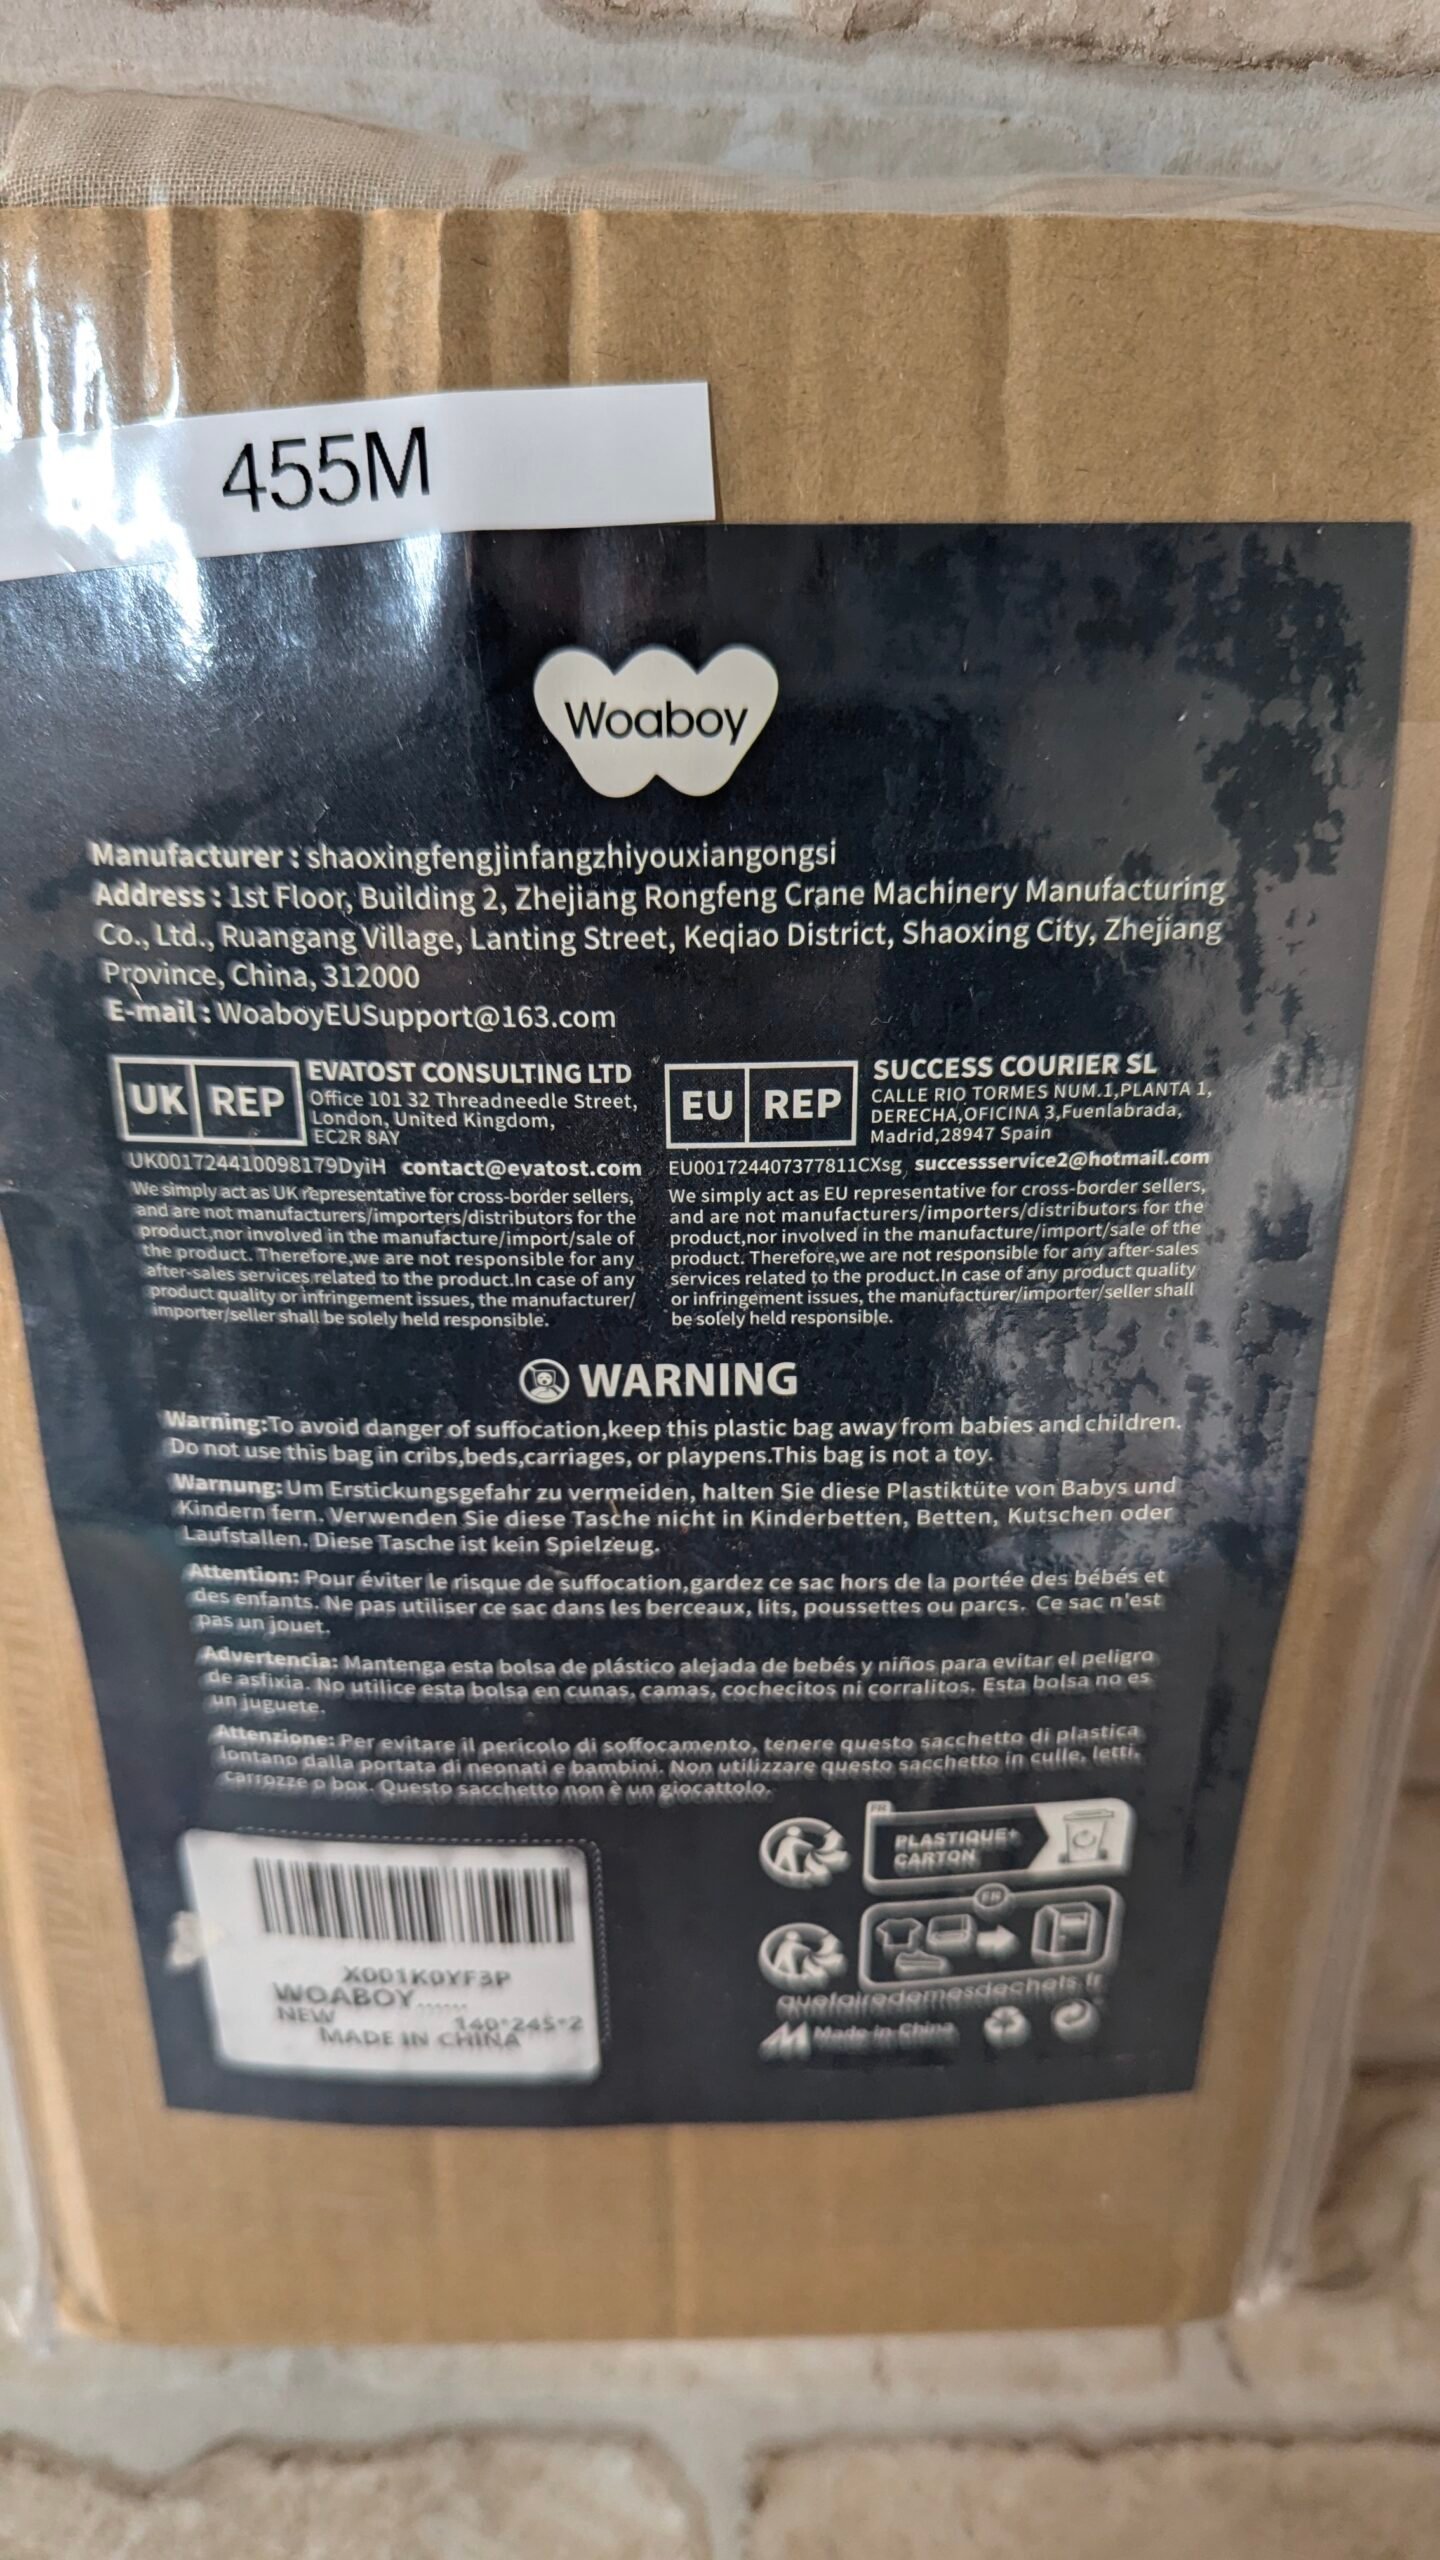 455M
Woaboy
Manufacturer : shaoxingfengjinfangzhiyouxiangongsi
Address : 1st Floor, Building 2, Zhejiang Rongfeng Crane Machinery Manufacturing
Co., Ltd., Ruangang Village, Lanting Street, Keqiao District, Shaoxing City, Zhejiang
Province, China, 312000
E-mail : WoaboyEUSupport@163.com
UK REP
EVATOST CONSULTING LTD
Office 101 32 Threadneedle Street,
London, United Kingdom,
EC2R 8AY
UK001724410098179DyiH contact@evatost.com
We simply act as UK representative for cross-border sellers,
and are not manufacturers/importers/distributors for the
product,nor involved in the manufacture/import/sale of
the product. Therefore,we are not responsible for any
after-sales services related to the product.In case of any
product quality or infringement issues, the manufacturer/
importer/seller shall be solely held responsible.
EU REP
SUCCESS COURIER SL
CALLE RIO TORMES NUM.1,PLANTA 1,
DERECHA,OFICINA 3,Fuenlabrada,
Madrid,28947 Spain
EU001724407377811CXsg successservice2@hotmail.com
We simply act as EU representative for cross-border sellers,
and are not manufacturers/importers/distributors for the
product,nor involved in the manufacture/import/sale of the
product. Therefore,we are not responsible for any after-sales
services related to the product.In case of any product quality
or infringement issues, the manufacturer/importer/seller shall
be solely held responsible.
WARNING
Warning:To avoid danger of suffocation,keep this plastic bag away from babies and children.
Do not use this bag in cribs,beds,carriages, or playpens.This bag is not a toy.
Warnung: Um Erstickungsgefahr zu vermeiden, halten Sie diese Plastiktüte von Babys und
Kindern fern. Verwenden Sie diese Tasche nicht in Kinderbetten, Betten, Kutschen oder
Laufstallen. Diese Tasche ist kein Spielzeug.
Attention: Pour éviter le risque de suffocation,gardez ce sac hors de la portée des bébés et
des enfants. Ne pas utiliser ce sac dans les berceaux, lits, poussettes ou parcs. Ce sac n'est
pas un jouet.
Advertencia: Mantenga esta bolsa de plástico alejada de bebés y niños para evitar el peligro
de asfixia. No utilice esta bolsa en cunas, camas, cochecitos ni corralitos. Esta bolsa no es
un juguete.
Attenzione: Per evitare il pericolo di soffocamento, tenere questo sacchetto di plastica
lontano dalla portata di neonati e bambini. Non utilizzare questo sacchetto in culle, letti,
carrozze o box. Questo sacchetto non è un giocattolo.
X001K0YF3P
WOABOY......
NEW 140*245*2
MADE IN CHINA
FR
PLASTIQUE+
CARTON
FR
quefairedemesdechets.fr
Made in China